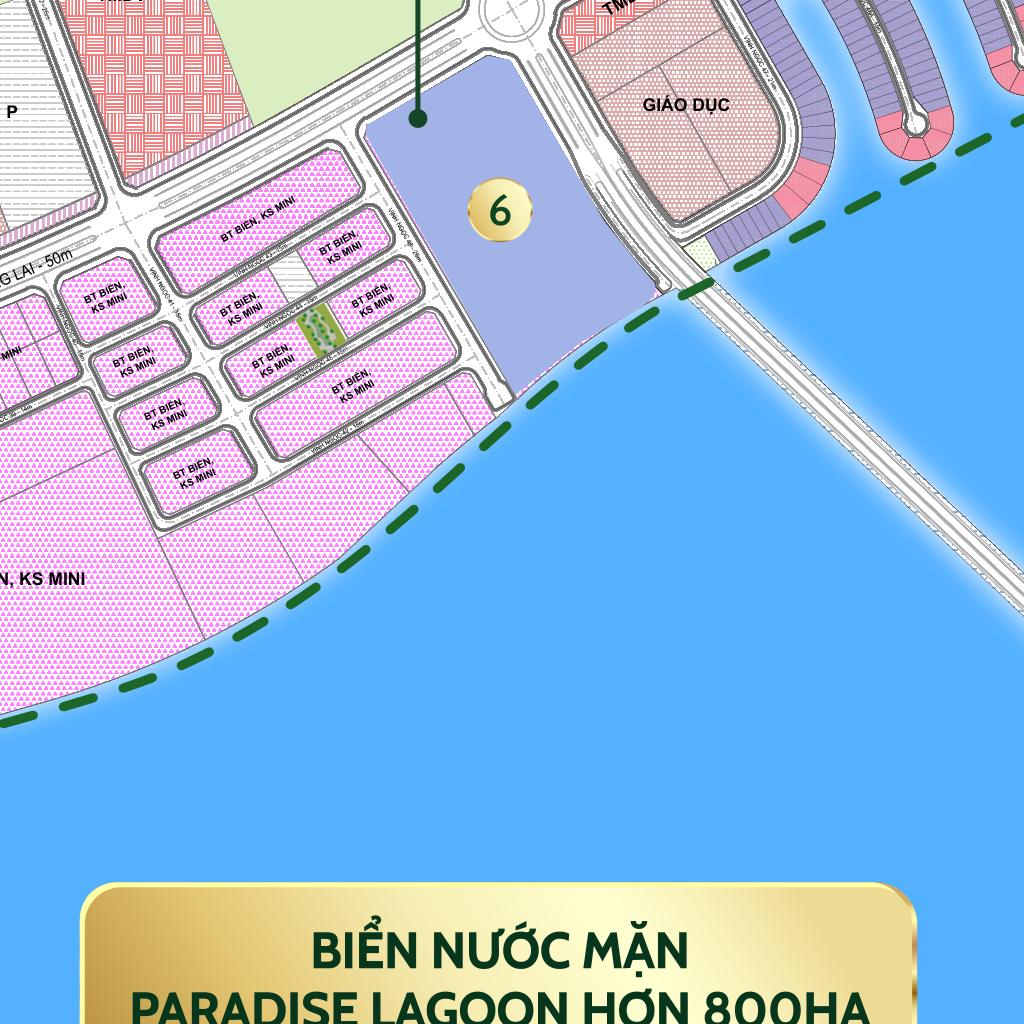 P
GIÁO DỤC
6
BT BIỂN, KS MINI
BT BIỂN,
KS MINI
G LAI - 50m
BT BIỂN,
KS MINI
BT BIỂN,
KS MINI
BT BIỂN,
KS MINI
MINI
BT BIỂN,
KS MINI
BT BIỂN,
KS MINI
BT BIỂN,
KS MINI
BT BIỂN,
KS MINI
BT BIỂN,
KS MINI
N, KS MINI
BIỂN NƯỚC MẶN
PARADISE LAGOON HƠN 800HA